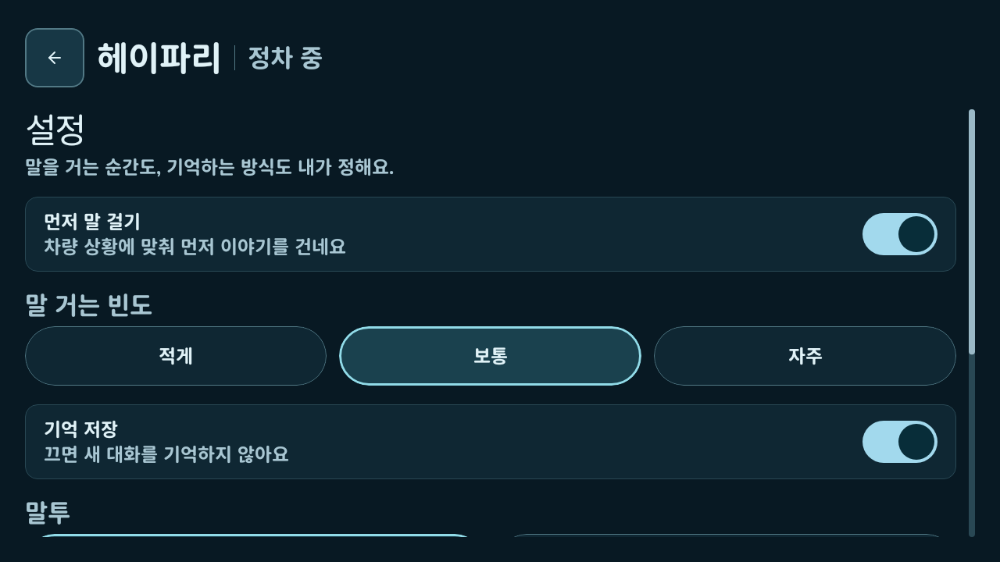 헤이파리
정차 중
설정
말을 거는 순간도, 기억하는 방식도 내가 정해요.
먼저 말 걸기
차량 상황에 맞춰 먼저 이야기를 건네요
말 거는 빈도
적게
보통
자주
기억 저장
끄면 새 대화를 기억하지 않아요
말투